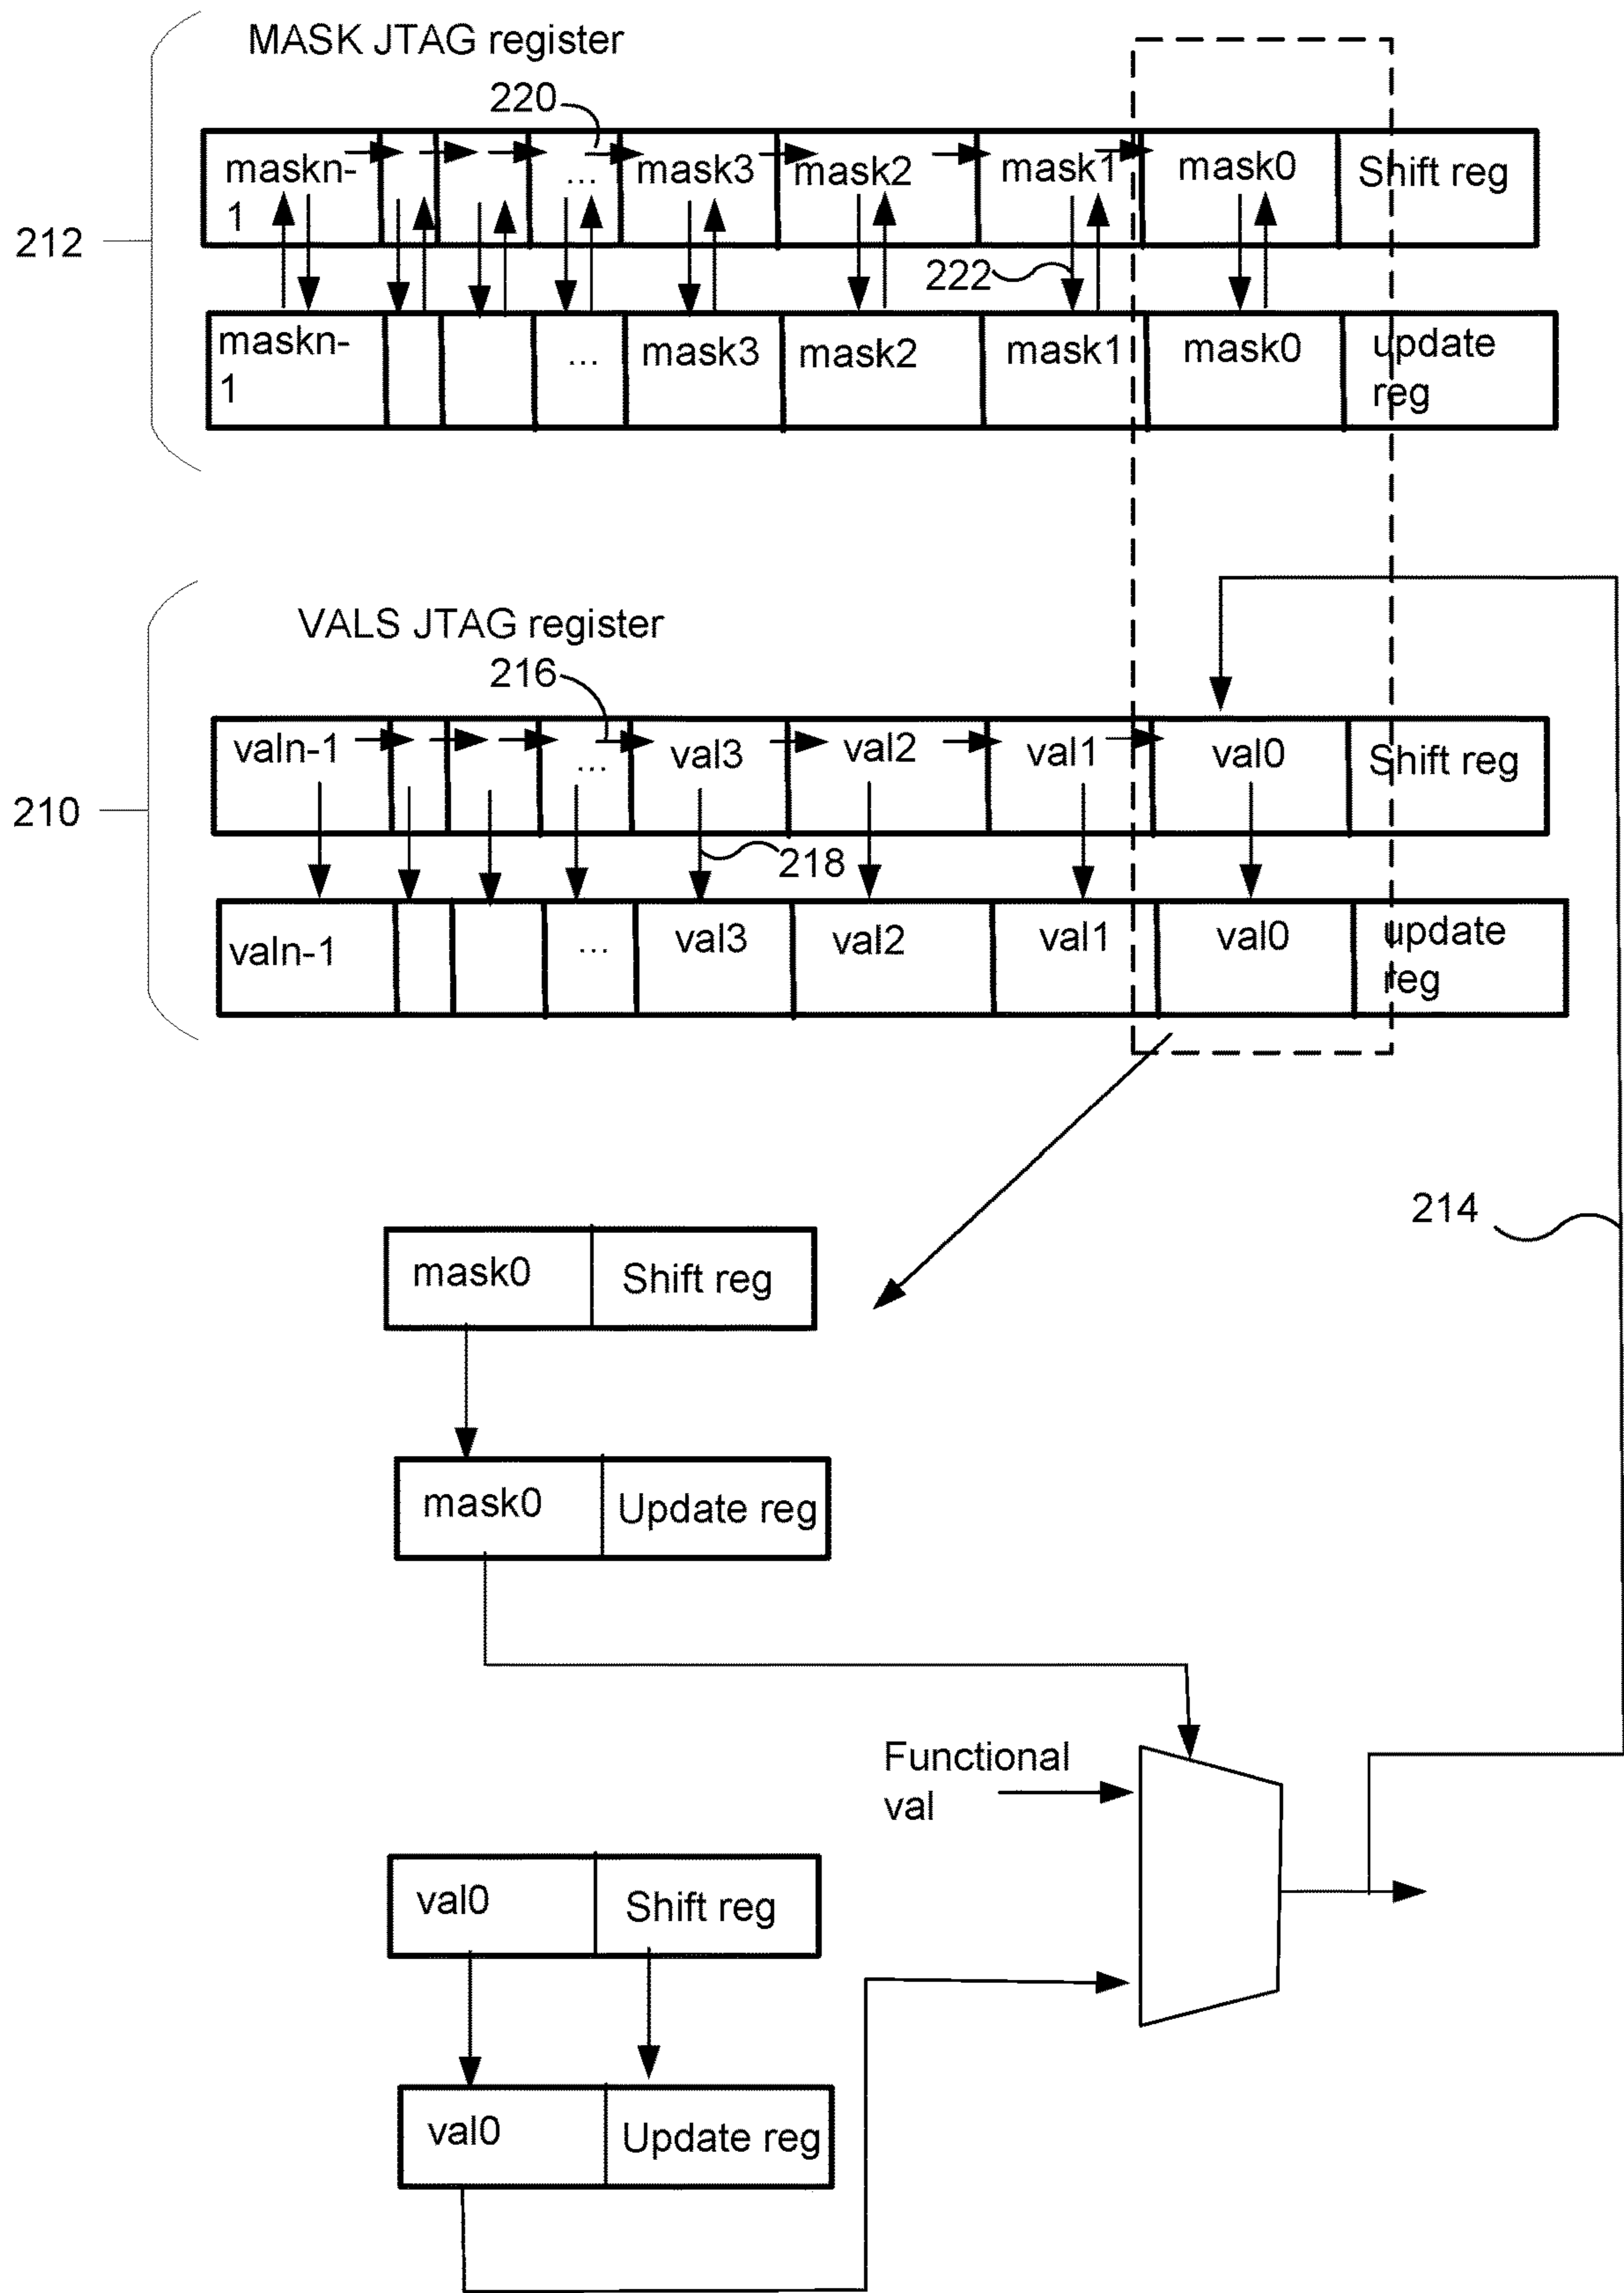 MASK JTAG register
220
maskn-
1
...
mask3
mask2
mask1
mask0
Shift reg
212
222
maskn-
1
...
mask3
mask2
mask1
mask0
update
reg
VALS JTAG register
216
valn-1
...
val3
val2
val1
val0
Shift reg
210
218
valn-1
...
val3
val2
val1
val0
update
reg
214
mask0
Shift reg
mask0
Update reg
Functional
val
val0
Shift reg
val0
Update reg